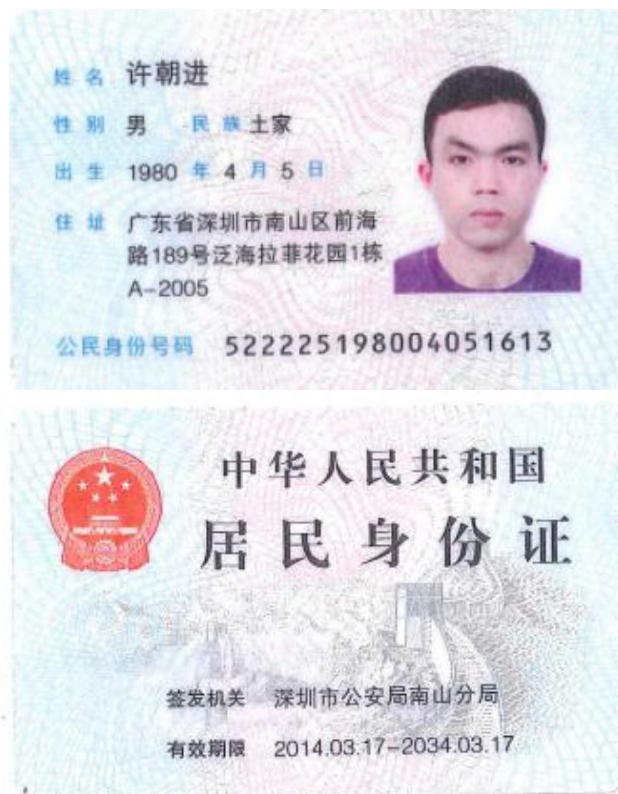 姓名 许朝进
性别 男 民族 土家
出生 1980 年 4 月 5 日
住址 广东省深圳市南山区前海
路189号泛海拉菲花园1栋
A-2005
公民身份号码 522225198004051613
中华人民共和国
居民身份证
签发机关 深圳市公安局南山分局
有效期限 2014.03.17-2034.03.17